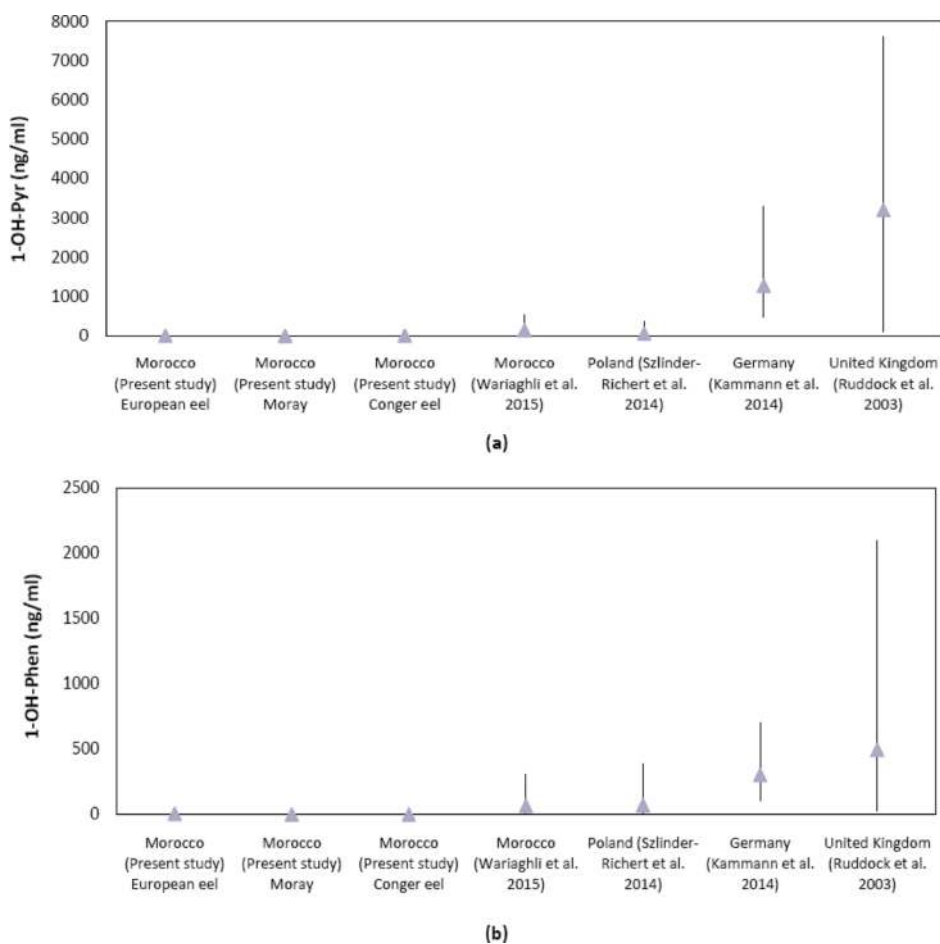 8000
7000
6000
5000
4000
3000
2000
1000
0
1-OH-Pyr (ng/ml)
Morocco (Present study) European eel
Morocco (Present study) Moray
Morocco (Present study) Conger eel
Morocco (Wariaghli et al. 2015)
Poland (Szlinder-Richert et al. 2014)
Germany (Kammann et al. 2014)
United Kingdom (Ruddock et al. 2003)
(a)
2500
2000
1500
1000
500
0
1-OH-Phen (ng/ml)
Morocco (Present study) European eel
Morocco (Present study) Moray
Morocco (Present study) Conger eel
Morocco (Wariaghli et al. 2015)
Poland (Szlinder-Richert et al. 2014)
Germany (Kammann et al. 2014)
United Kingdom (Ruddock et al. 2003)
(b)